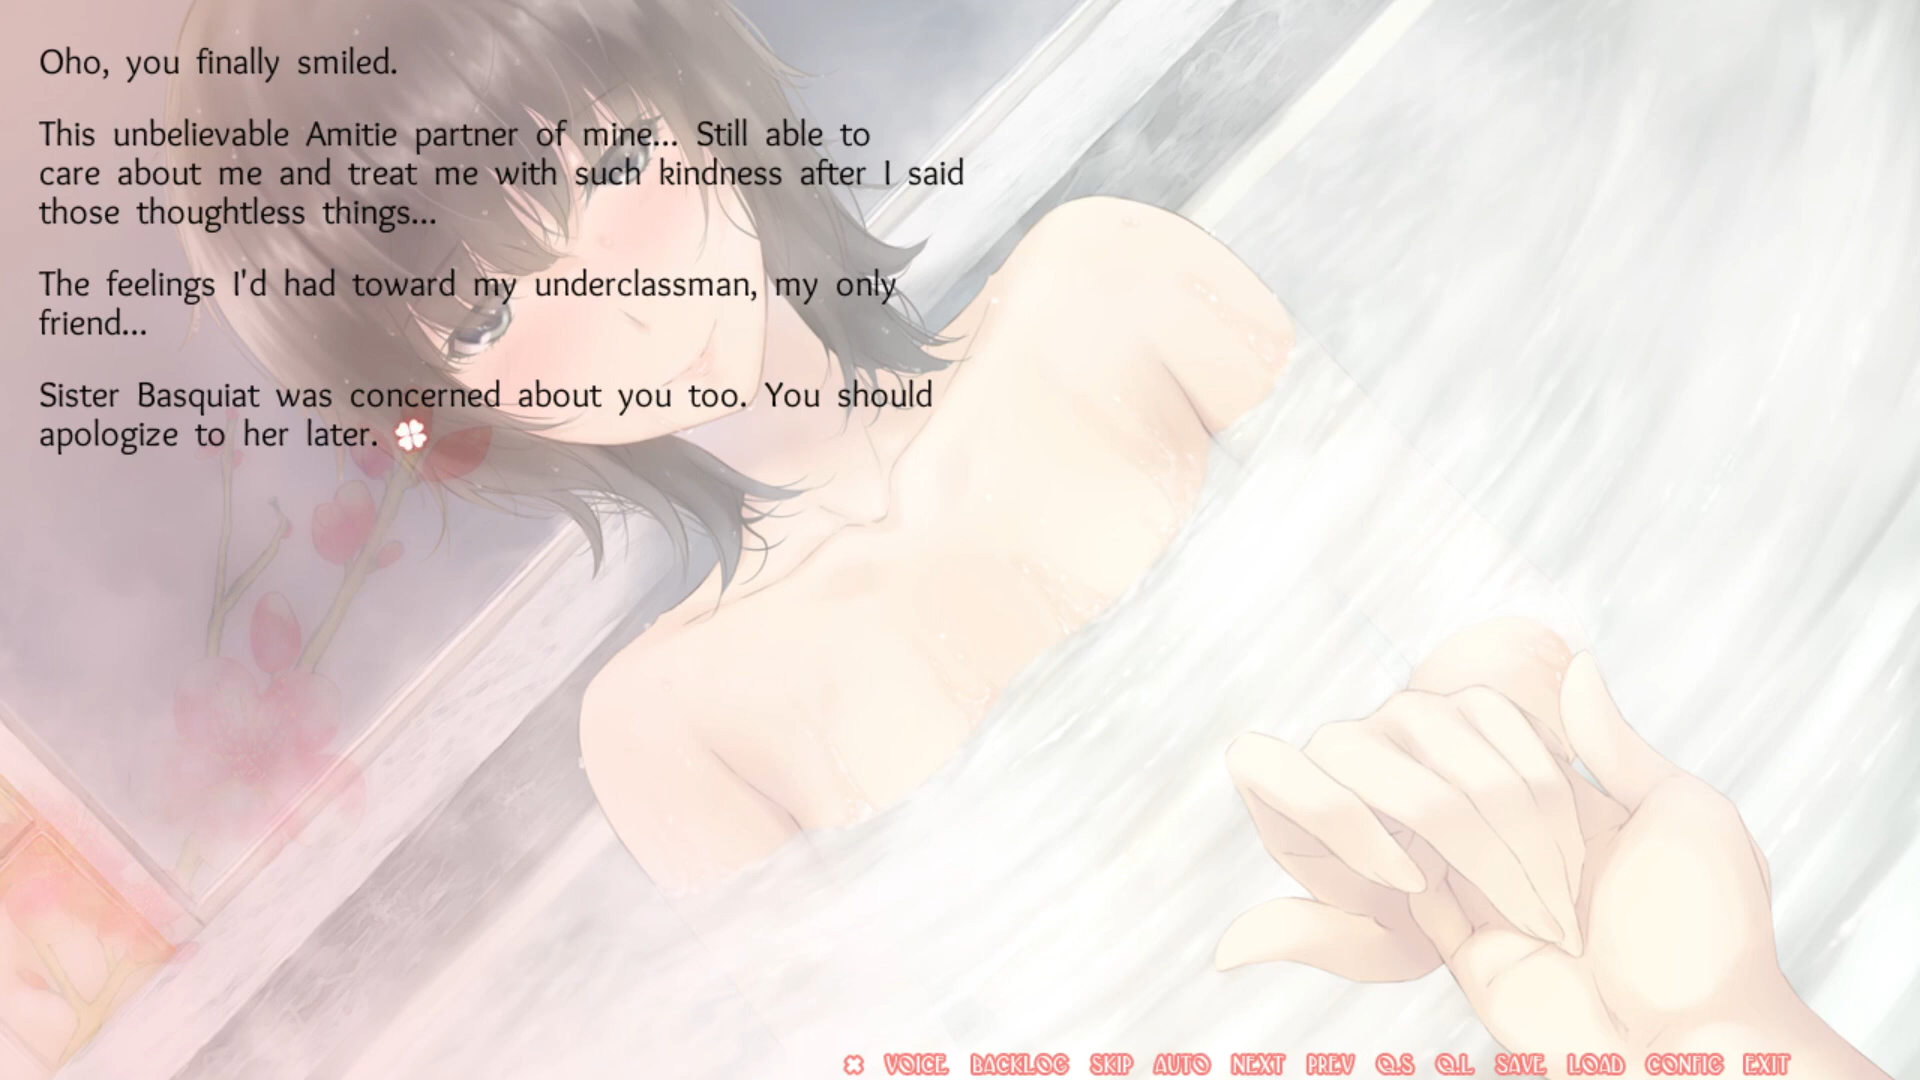 Oho, you finally smiled.
This unbelievable Amitie partner of mine... Still able to
care about me and treat me with such kindness after I said
those thoughtless things...
The feelings I'd had toward my underclassman, my only
friend...
Sister Basquiat was concerned about you too. You should
apologize to her later.
VOICE BACKLOG SKIP AUTO NEXT PREV Q.S Q.L SAVE LOAD CONFIG EXIT